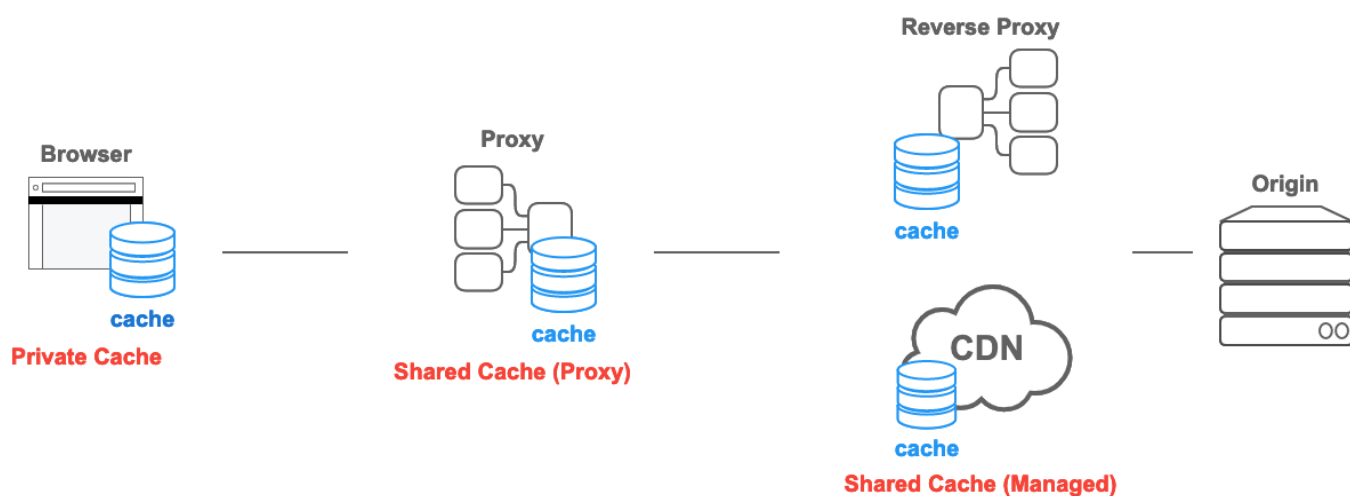 Browser
cache
Private Cache
Proxy
cache
Shared Cache (Proxy)
Reverse Proxy
cache
CDN
cache
Shared Cache (Managed)
Origin